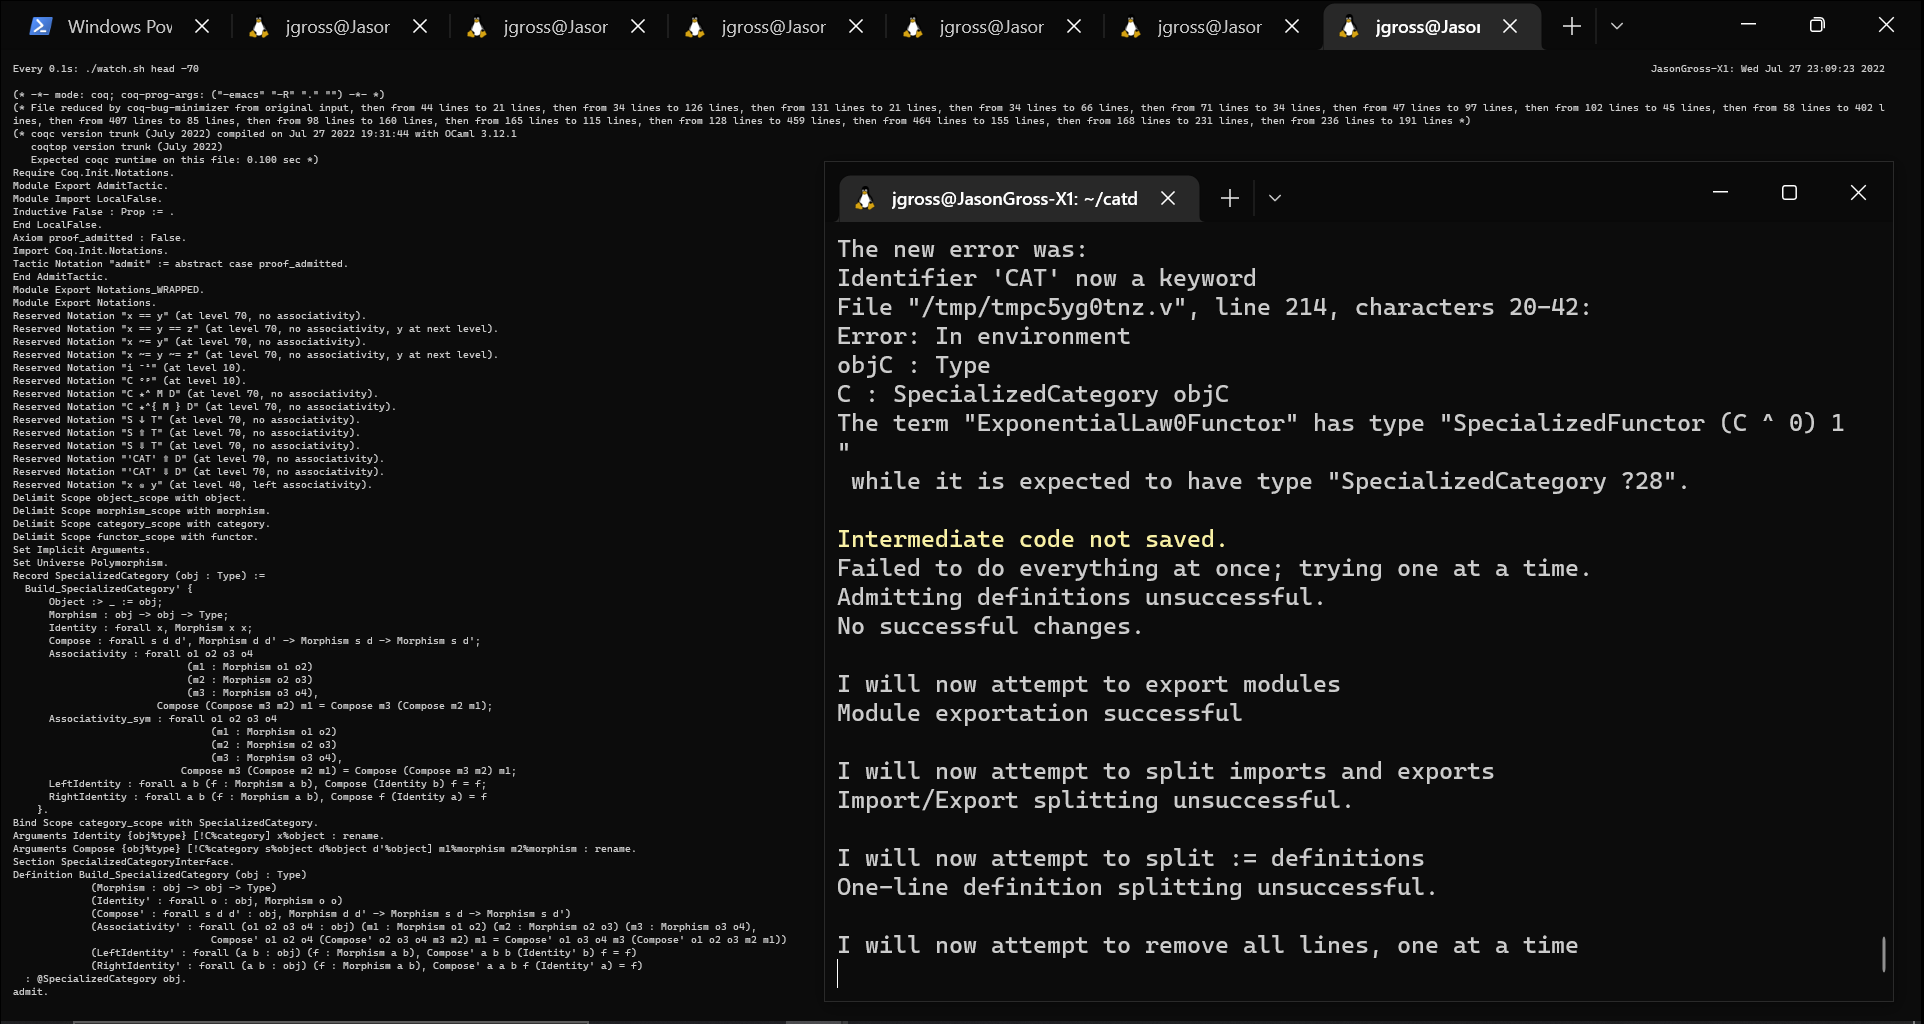 Windows Pov
jgross@Jasor
jgross@Jasor
jgross@Jasor
jgross@Jasor
jgross@Jasor
jgross@Jasor
Every 0.1s: ./watch.sh head -70
JasonGross-X1: Wed Jul 27 23:09:23 2022
(* -*- mode: coq; coq-prog-args: ("-emacs" "-R" "." "") -*- *)
(* File reduced by coq-bug-minimizer from original input, then from 44 lines to 21 lines, then from 34 lines to 126 lines, then from 131 lines to 21 lines, then from 34 lines to 66 lines, then from 71 lines to 34 lines, then from 47 lines to 97 lines, then from 102 lines to 45 lines, then from 58 lines to 402 l
ines, then from 407 lines to 85 lines, then from 98 lines to 160 lines, then from 165 lines to 115 lines, then from 128 lines to 459 lines, then from 464 lines to 155 lines, then from 168 lines to 231 lines, then from 236 lines to 191 lines *)
(* coqc version trunk (July 2022) compiled on Jul 27 2022 19:31:44 with OCaml 3.12.1
coqtop version trunk (July 2022)
Expected coqc runtime on this file: 0.100 sec *)
Require Coq.Init.Notations.
Module Export AdmitTactic.
Module Import LocalFalse.
Inductive False : Prop := .
End LocalFalse.
Axiom proof_admitted : False.
Import Coq.Init.Notations.
Tactic Notation "admit" := abstract case proof_admitted.
End AdmitTactic.
Module Export Notations_WRAPPED.
Module Export Notations.
Reserved Notation "x == y" (at level 70, no associativity).
Reserved Notation "x == y == z" (at level 70, no associativity, y at next level).
Reserved Notation "x ~= y" (at level 70, no associativity).
Reserved Notation "x ~= y ~= z" (at level 70, no associativity, y at next level).
Reserved Notation "i ⁻¹" (at level 10).
Reserved Notation "C ᵒᵖ" (at level 10).
Reserved Notation "C ★^ M D" (at level 70, no associativity).
Reserved Notation "C ★^{ M } D" (at level 70, no associativity).
Reserved Notation "S ↓ T" (at level 70, no associativity).
Reserved Notation "S ⇑ T" (at level 70, no associativity).
Reserved Notation "S ⇓ T" (at level 70, no associativity).
Reserved Notation "'CAT' ⇑ D" (at level 70, no associativity).
Reserved Notation "'CAT' ⇓ D" (at level 70, no associativity).
Reserved Notation "x ⊗ y" (at level 40, left associativity).
Delimit Scope object_scope with object.
Delimit Scope morphism_scope with morphism.
Delimit Scope category_scope with category.
Delimit Scope functor_scope with functor.
Set Implicit Arguments.
Set Universe Polymorphism.
Record SpecializedCategory (obj : Type) :=
Build_SpecializedCategory' {
Object :> _ := obj;
Morphism : obj -> obj -> Type;
Identity : forall x, Morphism x x;
Compose : forall s d d', Morphism d d' -> Morphism s d -> Morphism s d';
Associativity : forall o1 o2 o3 o4
(m1 : Morphism o1 o2)
(m2 : Morphism o2 o3)
(m3 : Morphism o3 o4),
Compose (Compose m3 m2) m1 = Compose m3 (Compose m2 m1);
Associativity_sym : forall o1 o2 o3 o4
(m1 : Morphism o1 o2)
(m2 : Morphism o2 o3)
(m3 : Morphism o3 o4),
Compose m3 (Compose m2 m1) = Compose (Compose m3 m2) m1;
LeftIdentity : forall a b (f : Morphism a b), Compose (Identity b) f = f;
RightIdentity : forall a b (f : Morphism a b), Compose f (Identity a) = f
}.
Bind Scope category_scope with SpecializedCategory.
Arguments Identity {obj%type} [!C%category] x%object : rename.
Arguments Compose {obj%type} [!C%category s%object d%object d'%object] m1%morphism m2%morphism : rename.
Section SpecializedCategoryInterface.
Definition Build_SpecializedCategory (obj : Type)
(Morphism : obj -> obj -> Type)
(Identity' : forall o : obj, Morphism o o)
(Compose' : forall s d d' : obj, Morphism d d' -> Morphism s d -> Morphism s d')
(Associativity' : forall (o1 o2 o3 o4 : obj) (m1 : Morphism o1 o2) (m2 : Morphism o2 o3) (m3 : Morphism o3 o4),
Compose' o1 o2 o4 (Compose' o2 o3 o4 m3 m2) m1 = Compose' o1 o3 o4 m3 (Compose' o1 o2 o3 m2 m1))
(LeftIdentity' : forall (a b : obj) (f : Morphism a b), Compose' a b b (Identity' b) f = f)
(RightIdentity' : forall (a b : obj) (f : Morphism a b), Compose' a a b f (Identity' a) = f)
: @SpecializedCategory obj.
admit.
jgross@JasonGross-X1: ~/catd
The new error was:
Identifier 'CAT' now a keyword
File "/tmp/tmpc5yg0tnz.v", line 214, characters 20-42:
Error: In environment
objC : Type
C : SpecializedCategory objC
The term "ExponentialLaw0Functor" has type "SpecializedFunctor (C ^ 0) 1
"
while it is expected to have type "SpecializedCategory ?28".
Intermediate code not saved.
Failed to do everything at once; trying one at a time.
Admitting definitions unsuccessful.
No successful changes.
I will now attempt to export modules
Module exportation successful
I will now attempt to split imports and exports
Import/Export splitting unsuccessful.
I will now attempt to split := definitions
One-line definition splitting unsuccessful.
I will now attempt to remove all lines, one at a time